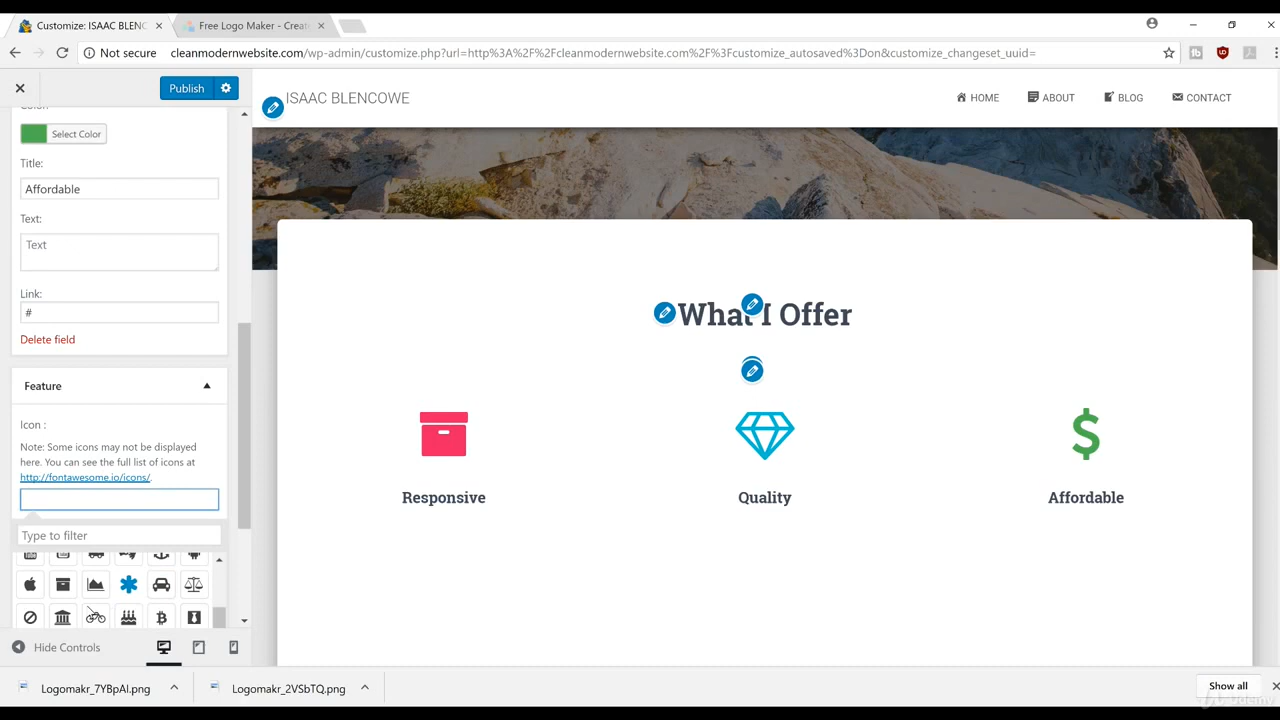 Customize: ISAAC BLENC
Free Logo Maker - Creat
Not secure
cleanmodernwebsite.com/wp-admin/customize.php?url=http%3A%2F%2Fcleanmodernwebsite.com%2F%3Fcustomize_autosaved%3Don&customize_changeset_uuid=
Publish
ISAAC BLENCOWE
HOME
ABOUT
BLOG
CONTACT
Color:
Select Color
Title:
Affordable
Text:
Text
Link:
#
Delete field
Feature
Icon :
Note: Some icons may not be displayed
here. You can see the full list of icons at
http://fontawesome.io/icons/.
Type to filter
Hide Controls
What I Offer
Responsive
Quality
Affordable
Logomakr_7YBpAl.png
Logomakr_2VSbTQ.png
Show all
Udemy